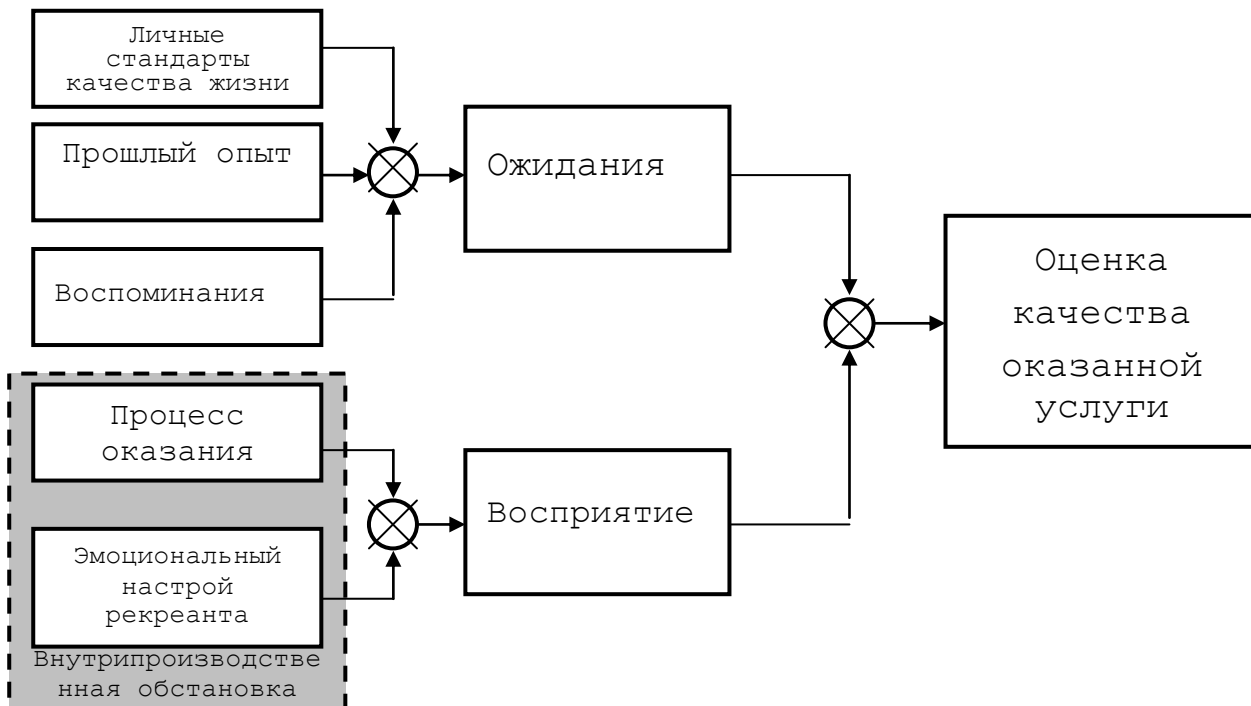 Личные
стандарты
качества жизни
Прошлый опыт
Воспоминания
Ожидания
Процесс
оказания
Эмоциональный
настрой
рекреанта
Внутрипроизводстве
нная обстановка
Восприятие
Оценка
качества
оказанной
услуги